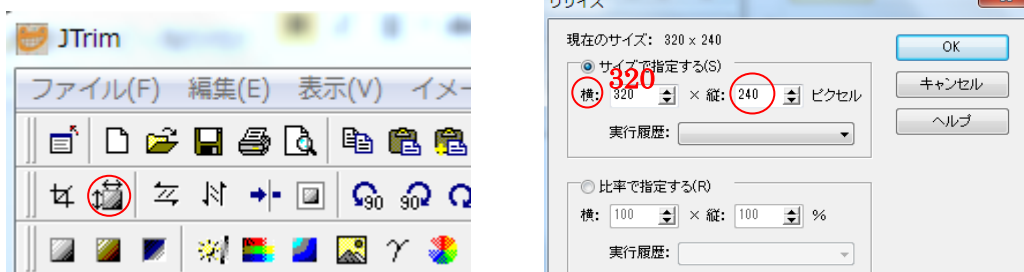 JTrim
ファイル(F) 編集(E) 表示(V) イメー
90 90
リサイズ
現在のサイズ: 320 × 240
サイズで指定する(S)
320
横: 320 × 縦: 240 ピクセル
実行履歴:
比率で指定する(R)
横: 100 × 縦: 100 %
実行履歴:
OK
キャンセル
ヘルプ